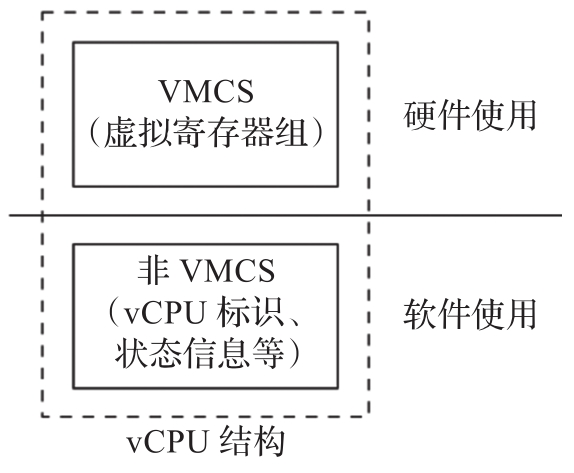 VMCS
（虚拟寄存器组）
硬件使用
非 VMCS
（vCPU 标识、
状态信息等）
软件使用
vCPU 结构